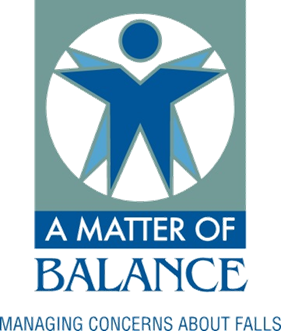 A MATTER OF
BALANCE
MANAGING CONCERNS ABOUT FALLS